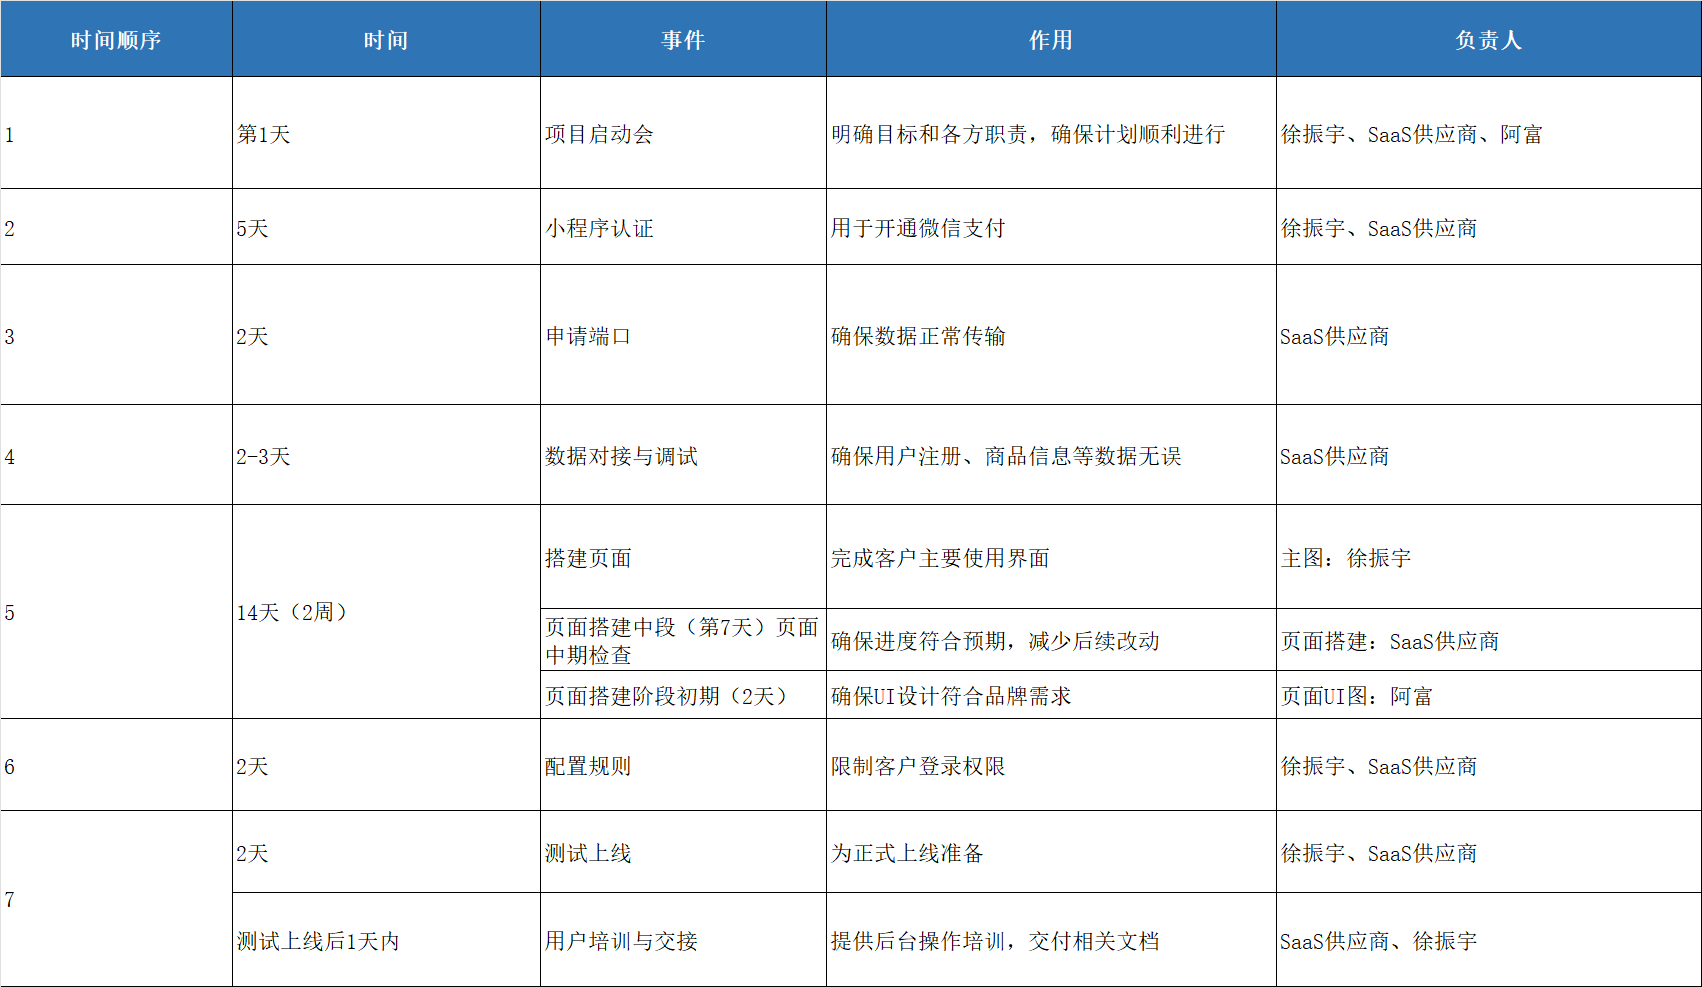 时间顺序 时间 事件 作用 负责人
1 第1天 项目启动会 明确目标和各方职责，确保计划顺利进行 徐振宇、SaaS供应商、阿富
2 5天 小程序认证 用于开通微信支付 徐振宇、SaaS供应商
3 2天 申请端口 确保数据正常传输 SaaS供应商
4 2-3天 数据对接与调试 确保用户注册、商品信息等数据无误 SaaS供应商
5 14天（2周） 搭建页面 完成客户主要使用界面 主图：徐振宇
页面搭建中段（第7天）页面
中期检查 确保进度符合预期，减少后续改动 页面搭建：SaaS供应商
页面搭建阶段初期（2天） 确保UI设计符合品牌需求 页面UI图：阿富
6 2天 配置规则 限制客户登录权限 徐振宇、SaaS供应商
7 2天 测试上线 为正式上线准备 徐振宇、SaaS供应商
测试上线后1天内 用户培训与交接 提供后台操作培训，交付相关文档 SaaS供应商、徐振宇